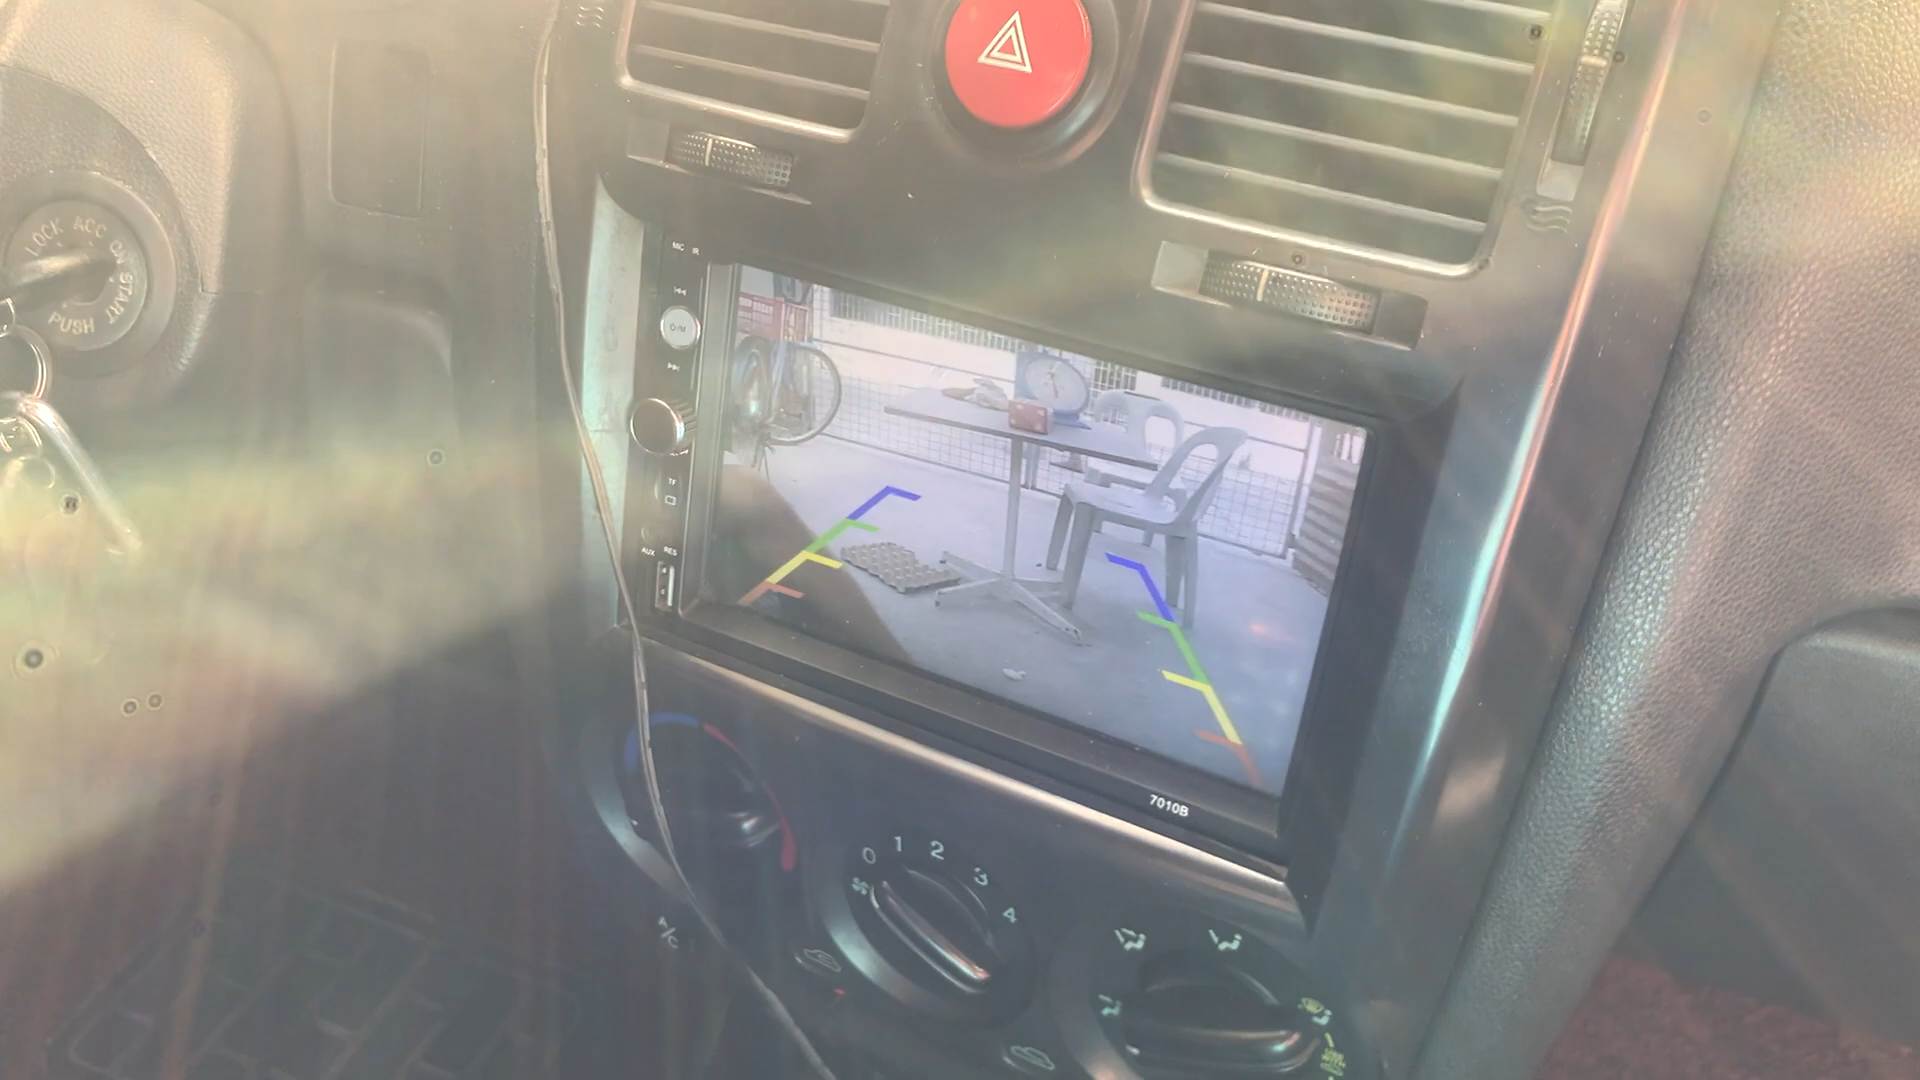 LOCK ACC ON START
PUSH
MIC IR
⏻/M
TF
AUX RES
7010B
0 1 2 3 4
A/C